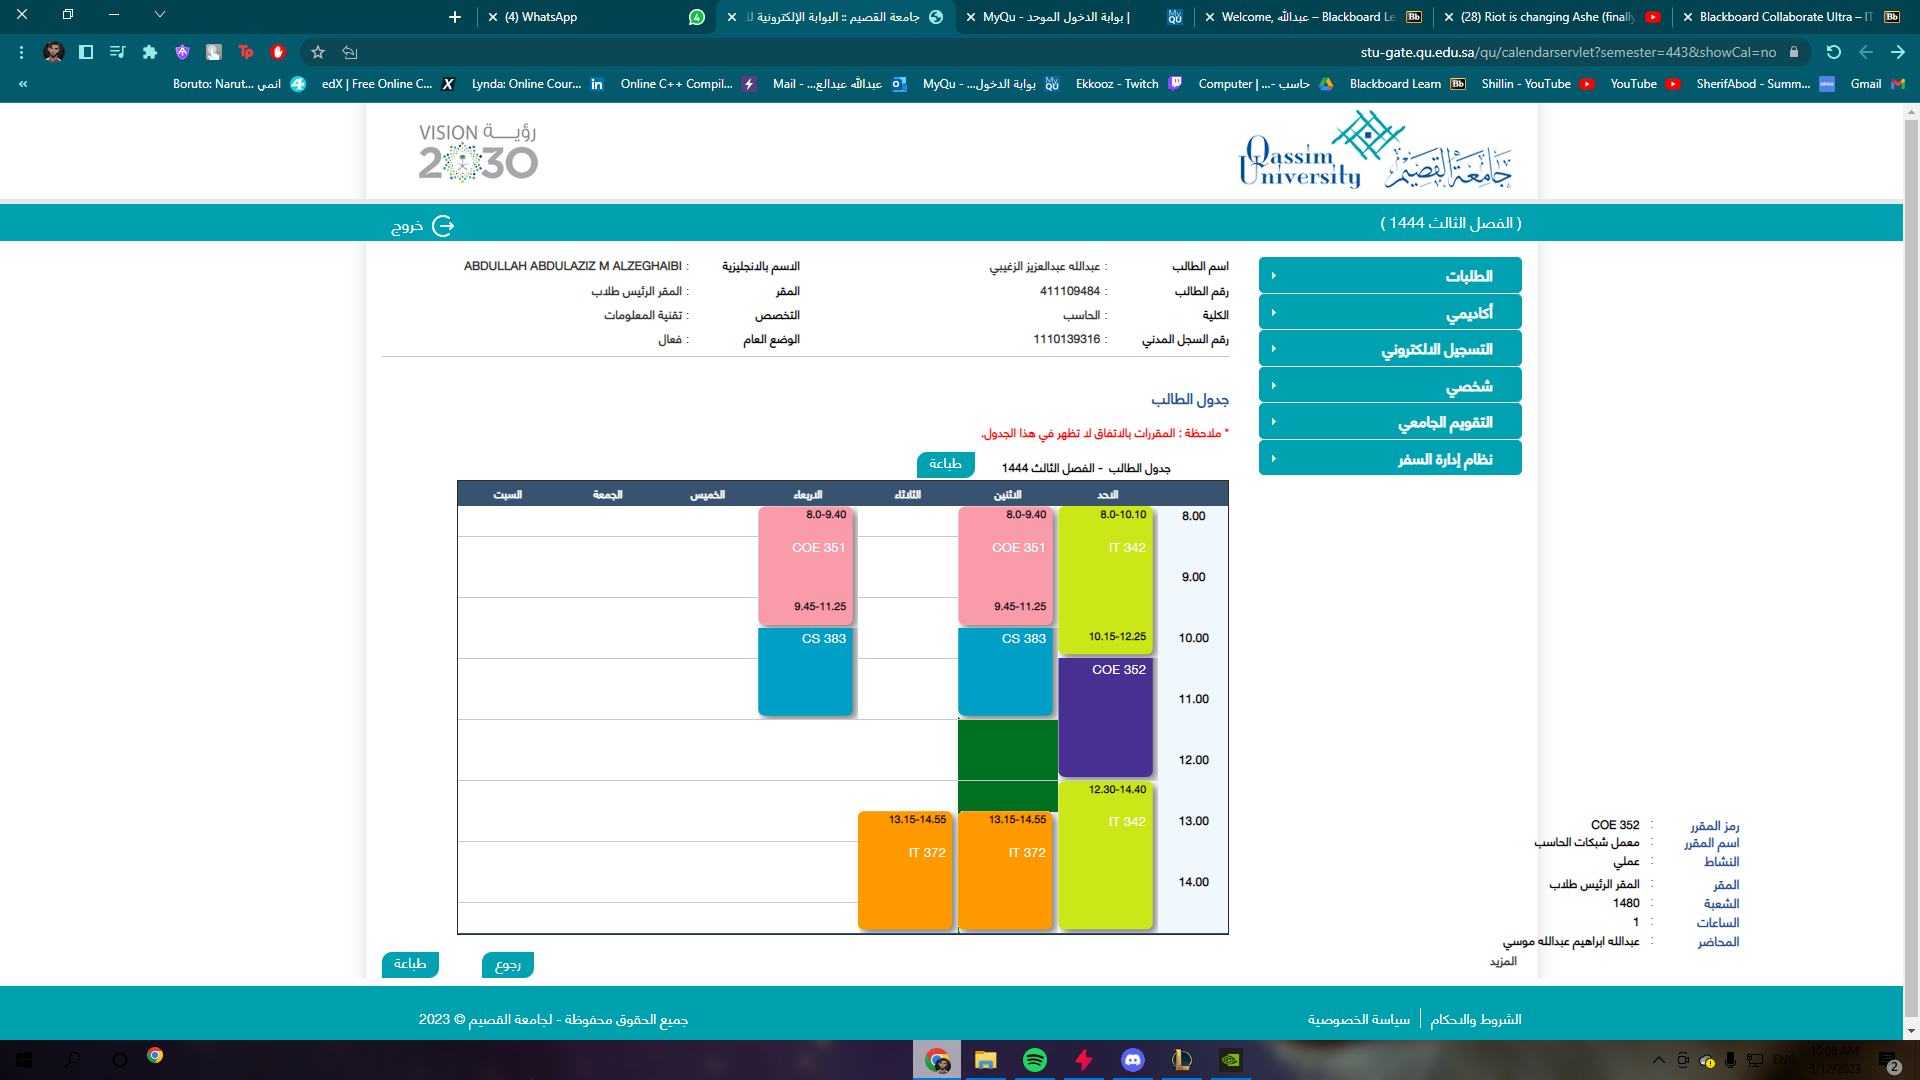 (4) WhatsApp
جامعة القصيم :: البوابة الإلكترونية لل
MyQu - بوابة الدخول الموحد |
Welcome, عبدالله – Blackboard Le
(28) Riot is changing Ashe (finally
Blackboard Collaborate Ultra – IT
stu-gate.qu.edu.sa/qu/calendarservlet?semester=443&showCal=no
Boruto: Narut... انمي
edX | Free Online C...
Lynda: Online Cour...
Online C++ Compil...
Mail - عبدالله عبدالع...
MyQu - بوابة الدخول...
Ekkooz - Twitch
Computer | حاسب -...
Blackboard Learn
Shillin - YouTube
YouTube
SherifAbod - Summ...
Gmail
VISION رؤيـــة
2030
Qassim University
جامعة القصيم
( الفصل الثالث 1444 )
خروج
اسم الطالب : عبدالله عبدالعزيز الزغيبي
الاسم بالانجليزية : ABDULLAH ABDULAZIZ M ALZEGHAIBI
رقم الطالب : 411109484
المقر : المقر الرئيس طلاب
الكلية : الحاسب
التخصص : تقنية المعلومات
رقم السجل المدني : 1110139316
الوضع العام : فعال
الطلبات
أكاديمي
التسجيل الالكتروني
شخصي
التقويم الجامعي
نظام إدارة السفر
جدول الطالب
* ملاحظة : المقررات بالاتفاق لا تظهر في هذا الجدول.
جدول الطالب - الفصل الثالث 1444
طباعة
الاحد الاثنين الثلاثاء الاربعاء الخميس الجمعة السبت
8.00
9.00
10.00
11.00
12.00
13.00
14.00
8.0-10.10
IT 342
10.15-12.25
COE 352
12.30-14.40
IT 342
8.0-9.40
COE 351
9.45-11.25
CS 383
13.15-14.55
IT 372
13.15-14.55
IT 372
8.0-9.40
COE 351
9.45-11.25
CS 383
رمز المقرر : COE 352
اسم المقرر : معمل شبكات الحاسب
النشاط : عملي
المقر : المقر الرئيس طلاب
الشعبة : 1480
الساعات : 1
المحاضر : عبدالله ابراهيم عبدالله موسي
المزيد
رجوع
طباعة
الشروط والاحكام
سياسة الخصوصية
جميع الحقوق محفوظة - لجامعة القصيم © 2023
ENG
10:08 AM
3/12/2023
2